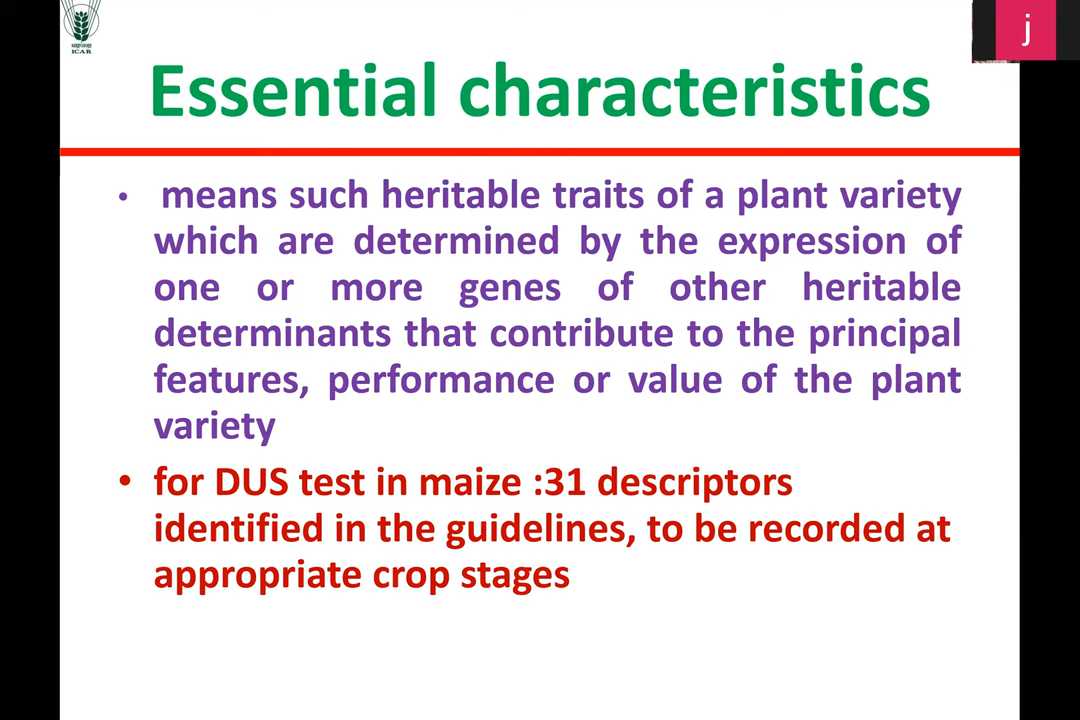 ICAR
j
Essential characteristics
• means such heritable traits of a plant variety
which are determined by the expression of
one or more genes of other heritable
determinants that contribute to the principal
features, performance or value of the plant
variety
• for DUS test in maize :31 descriptors
identified in the guidelines, to be recorded at
appropriate crop stages